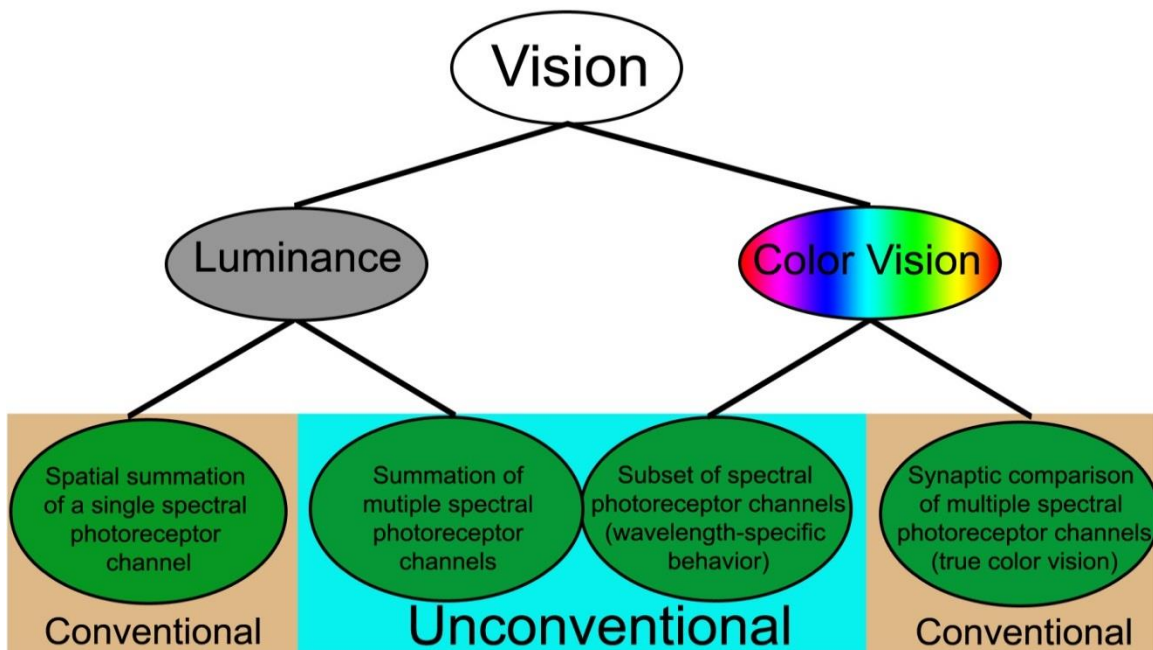 Vision
Luminance
Color Vision
Spatial summation
of a single spectral
photoreceptor
channel
Summation of
mutiple spectral
photoreceptor
channels
Subset of spectral
photoreceptor channels
(wavelength-specific
behavior)
Synaptic comparison
of multiple spectral
photoreceptor channels
(true color vision)
Conventional
Unconventional
Conventional